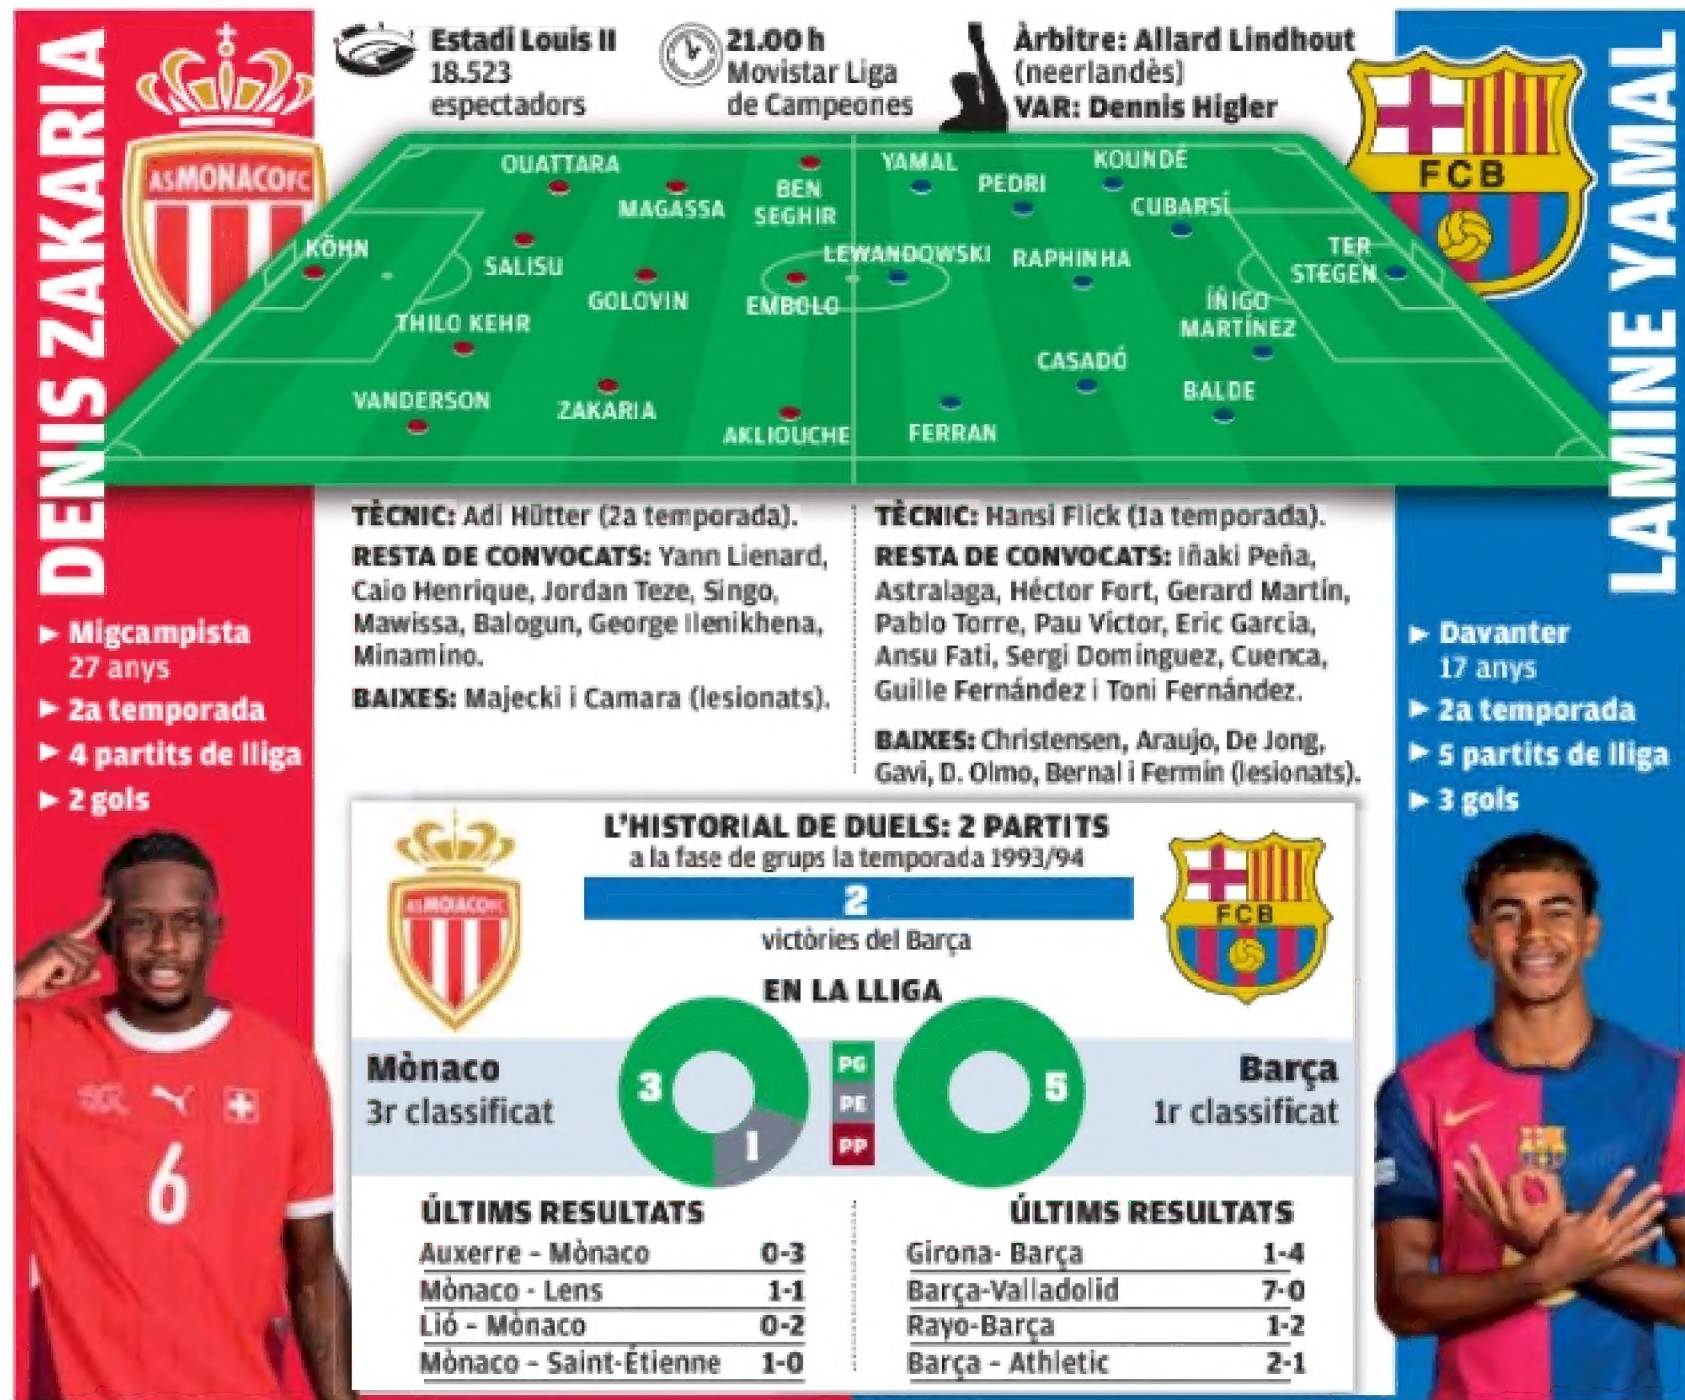 DENIS ZAKARIA
AS MONACO FC
Estadi Louis II
18.523
espectadors
21.00 h
Movistar Liga
de Campeones
Àrbitre: Allard Lindhout
(neerlandès)
VAR: Dennis Higler
FCB
LAMINE YAMAL
OUATTARA
MAGASSA
BEN
SEGHIR
KÖHN
SALISU
GOLOVIN
EMBOLO
THILO KEHR
VANDERSON
ZAKARIA
AKLIOUCHE
YAMAL
PEDRI
KOUNDÉ
CUBARSÍ
LEWANDOWSKI
RAPHINHA
TER
STEGEN
ÍÑIGO
MARTÍNEZ
CASADÓ
BALDE
FERRAN
TÈCNIC: Adi Hütter (2a temporada).
RESTA DE CONVOCATS: Yann Lienard,
Caio Henrique, Jordan Teze, Singo,
Mawissa, Balogun, George Ilenikhena,
Minamino.
BAIXES: Majecki i Camara (lesionats).
TÈCNIC: Hansi Flick (1a temporada).
RESTA DE CONVOCATS: Iñaki Peña,
Astralaga, Héctor Fort, Gerard Martín,
Pablo Torre, Pau Víctor, Eric Garcia,
Ansu Fati, Sergi Domínguez, Cuenca,
Guille Fernández i Toni Fernández.
BAIXES: Christensen, Araujo, De Jong,
Gavi, D. Olmo, Bernal i Fermín (lesionats).
▶ Migcampista
27 anys
▶ 2a temporada
▶ 4 partits de lliga
▶ 2 gols
▶ Davanter
17 anys
▶ 2a temporada
▶ 5 partits de lliga
▶ 3 gols
L'HISTORIAL DE DUELS: 2 PARTITS
a la fase de grups la temporada 1993/94
2
victòries del Barça
AS MONACO FC
FCB
EN LA LLIGA
Mònaco
3r classificat
3
1
PG
PE
PP
5
Barça
1r classificat
ÚLTIMS RESULTATS
Auxerre - Mònaco 0-3
Mònaco - Lens 1-1
Lió - Mònaco 0-2
Mònaco - Saint-Étienne 1-0
ÚLTIMS RESULTATS
Girona- Barça 1-4
Barça-Valladolid 7-0
Rayo-Barça 1-2
Barça - Athletic 2-1
6